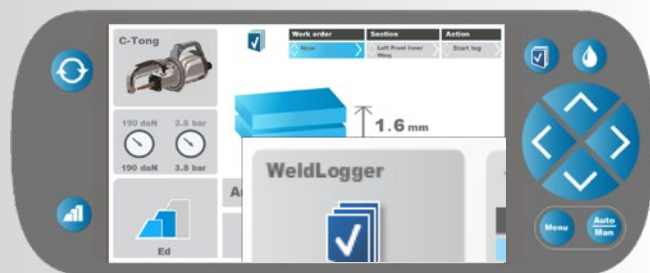 C-Tong
Work order
New
Section
Left Front Inner
Wing
Action
Start log
190 daN
3.8 bar
190 daN
3.8 bar
1.6 mm
WeldLogger
Ed
Menu
Auto
Man